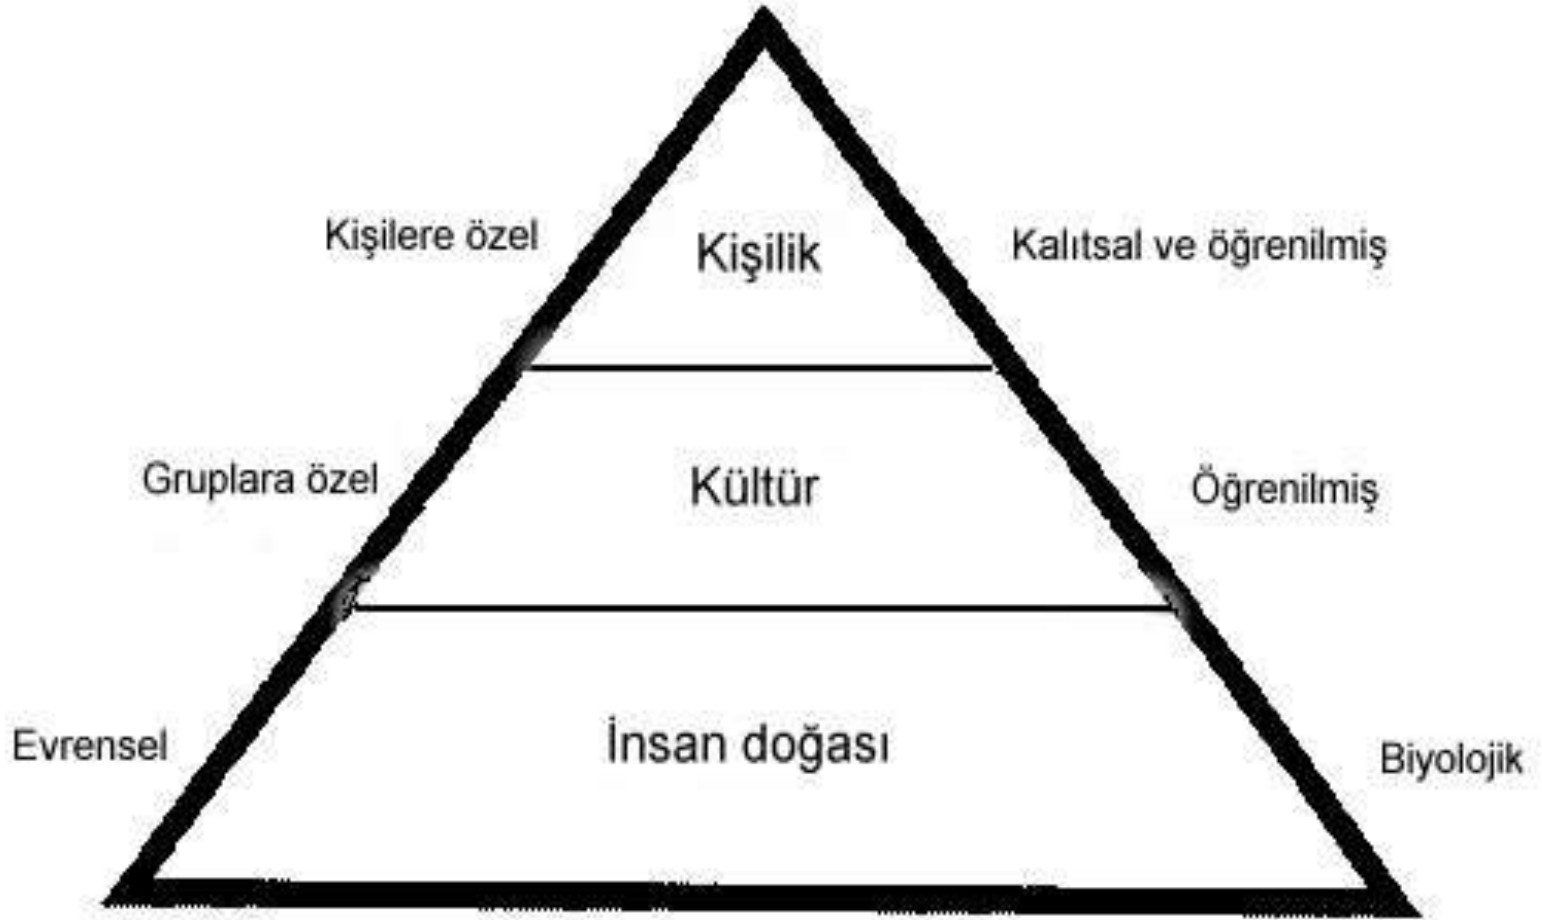 Kişilere özel
Kişilik
Kalıtsal ve öğrenilmiş
Gruplara özel
Kültür
Öğrenilmiş
Evrensel
İnsan doğası
Biyolojik